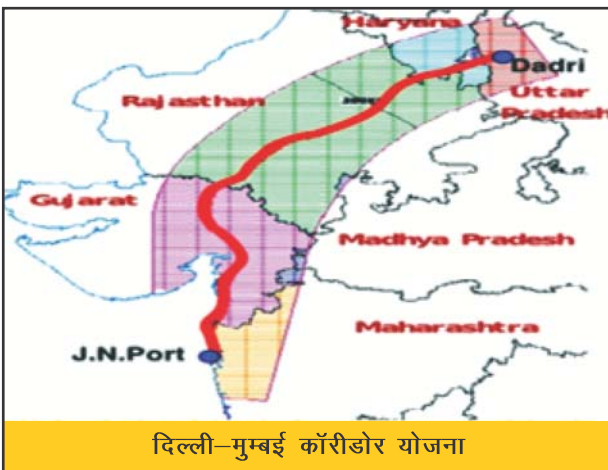 Haryana
Dadri
Rajasthan
Uttar
Pradesh
Gujarat
Madhya Pradesh
Maharashtra
J.N.Port
दिल्ली–मुम्बई कॉरीडोर योजना